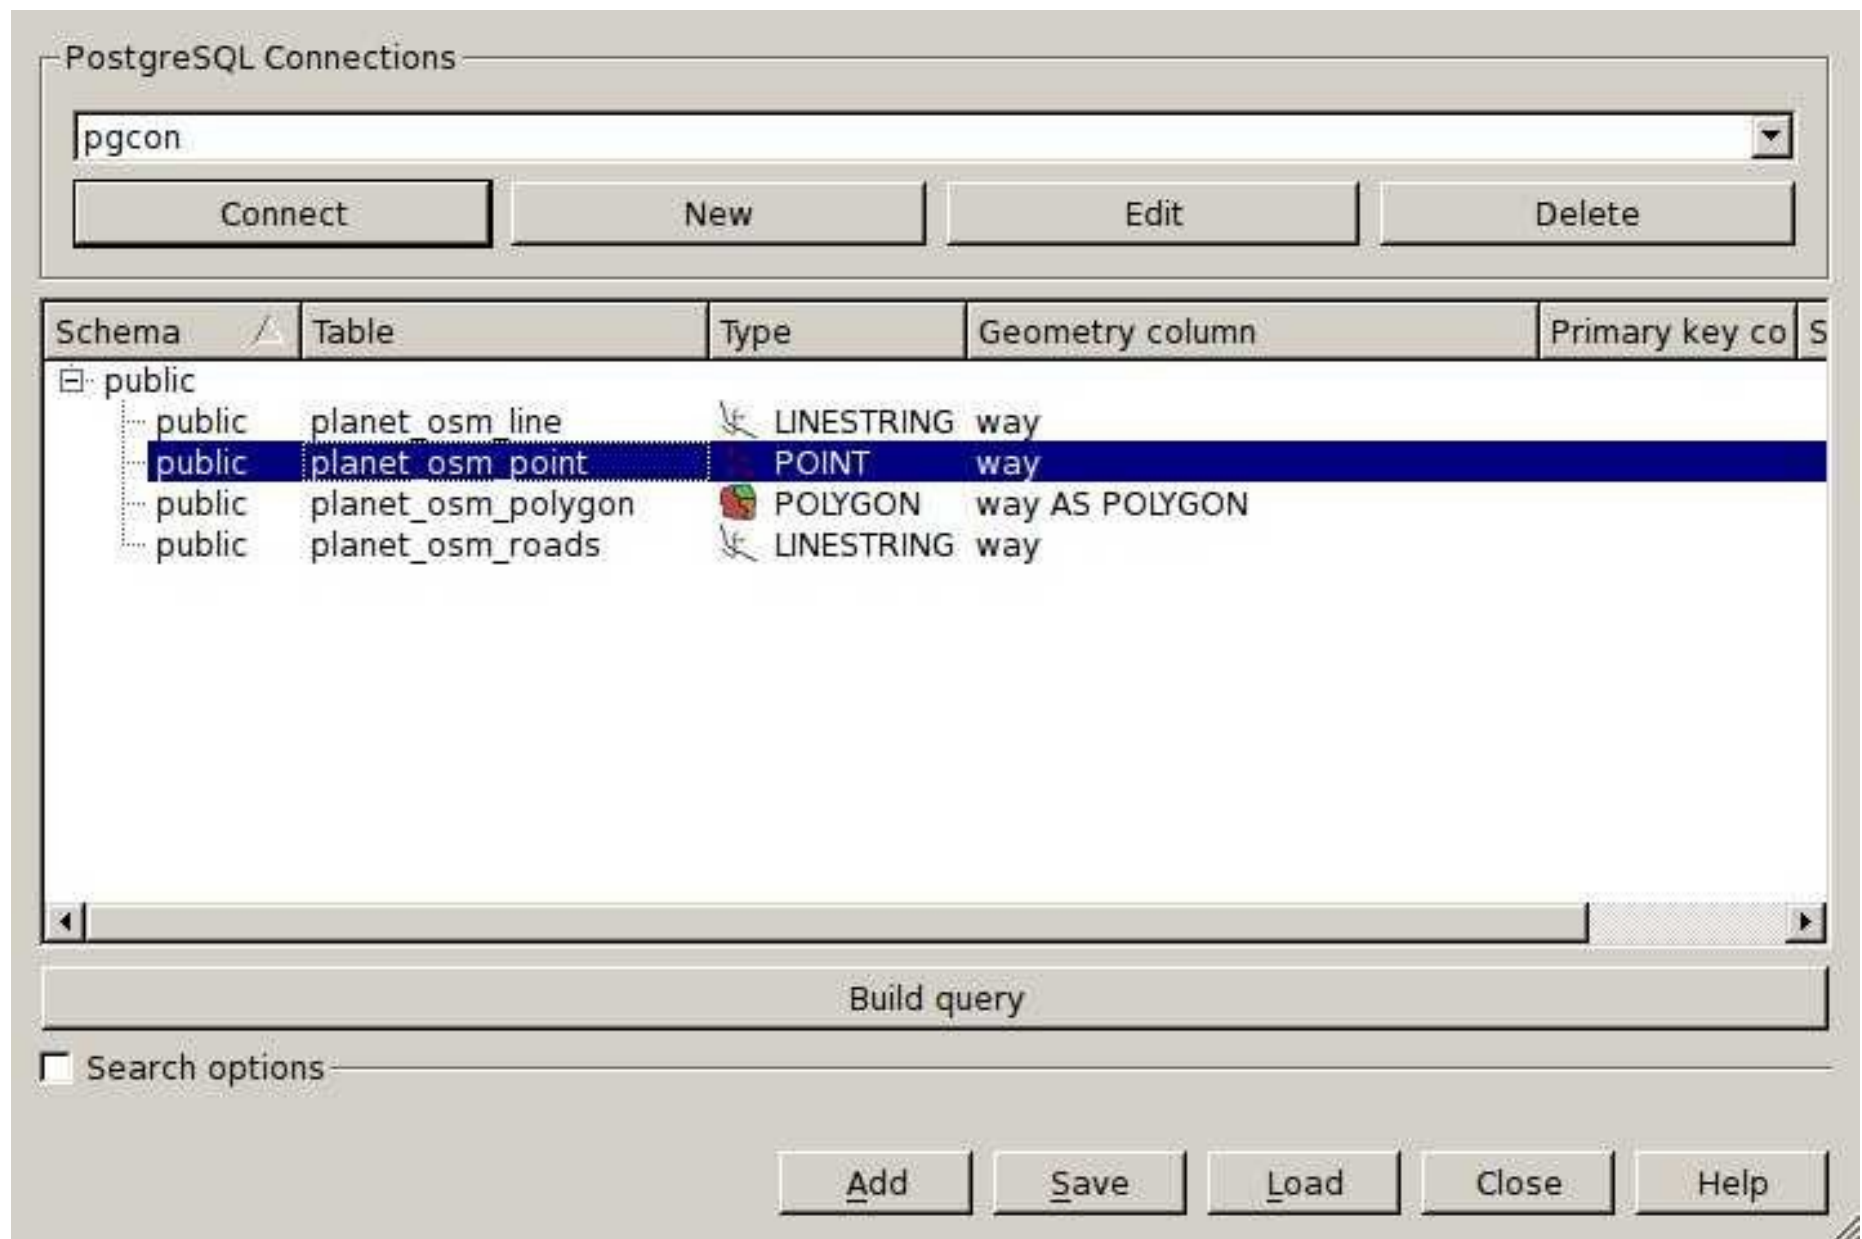 PostgreSQL Connections
pgcon
Connect New Edit Delete
Schema Table Type Geometry column Primary key co S
public
public planet_osm_line LINESTRING way
public planet_osm_point POINT way
public planet_osm_polygon POLYGON way AS POLYGON
public planet_osm_roads LINESTRING way
Build query
Search options
Add Save Load Close Help